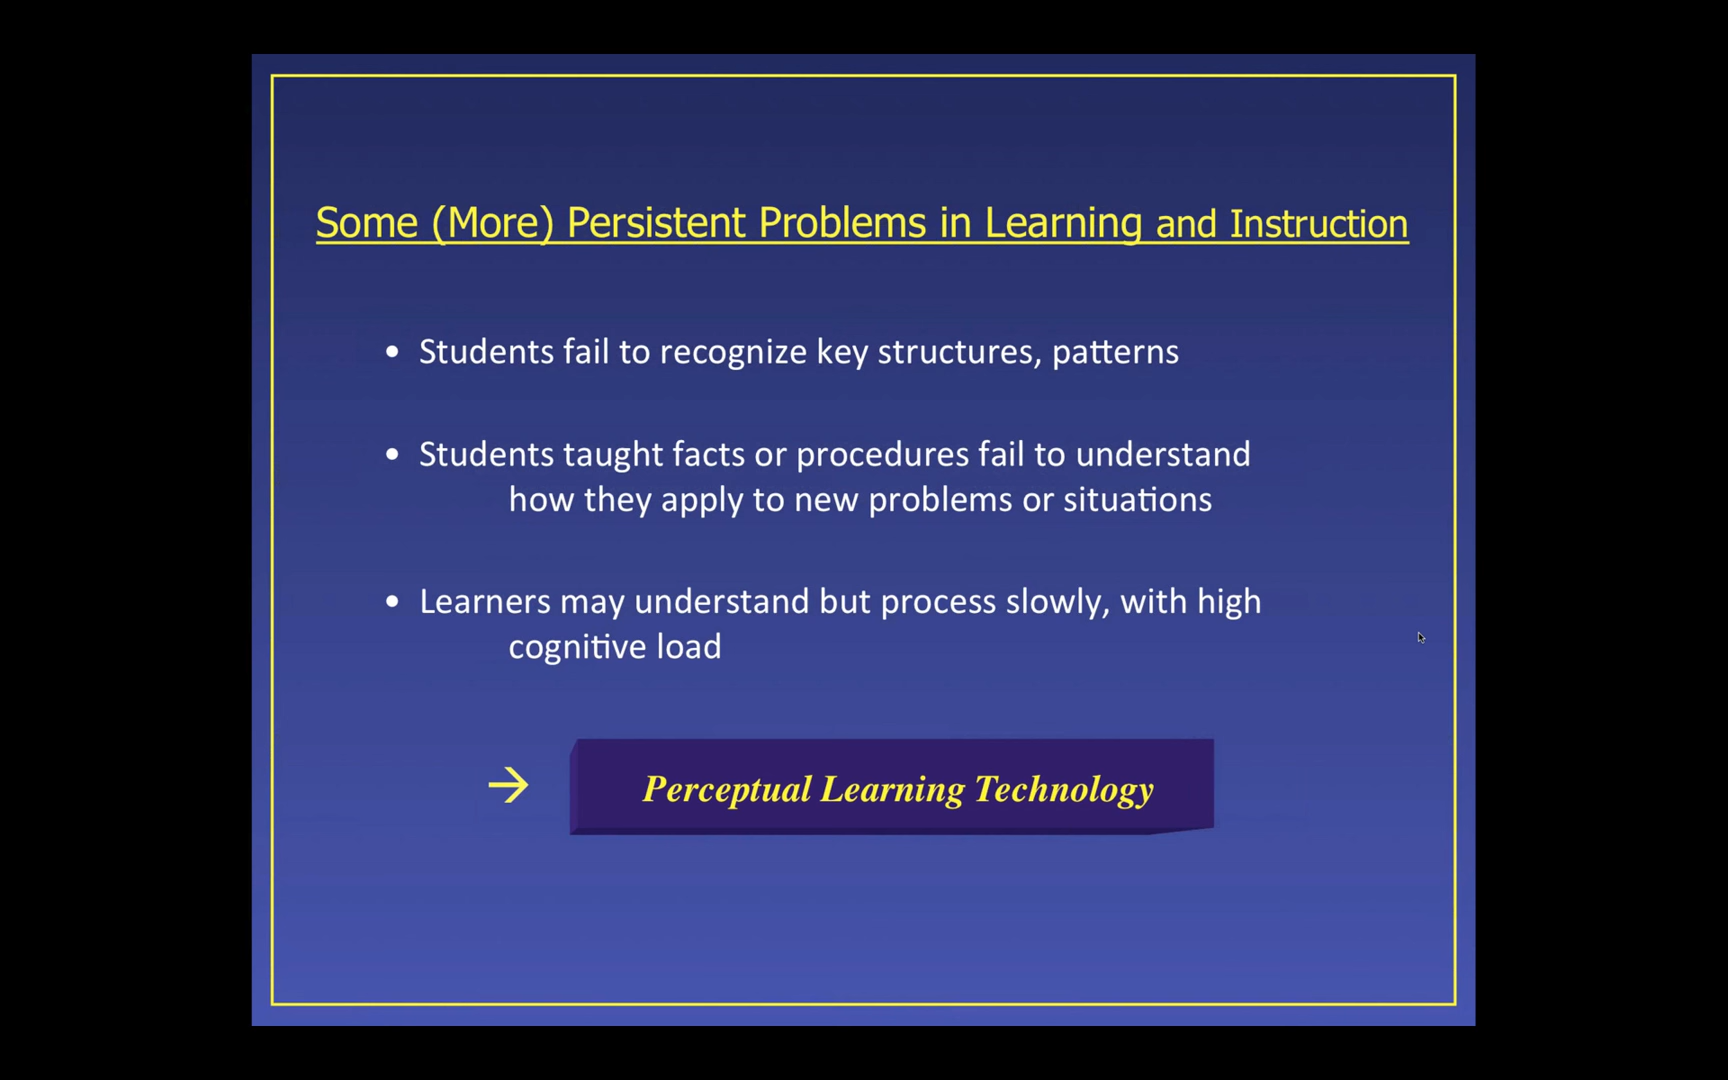 Some (More) Persistent Problems in Learning and Instruction
• Students fail to recognize key structures, patterns
• Students taught facts or procedures fail to understand
how they apply to new problems or situations
• Learners may understand but process slowly, with high
cognitive load
→ Perceptual Learning Technology